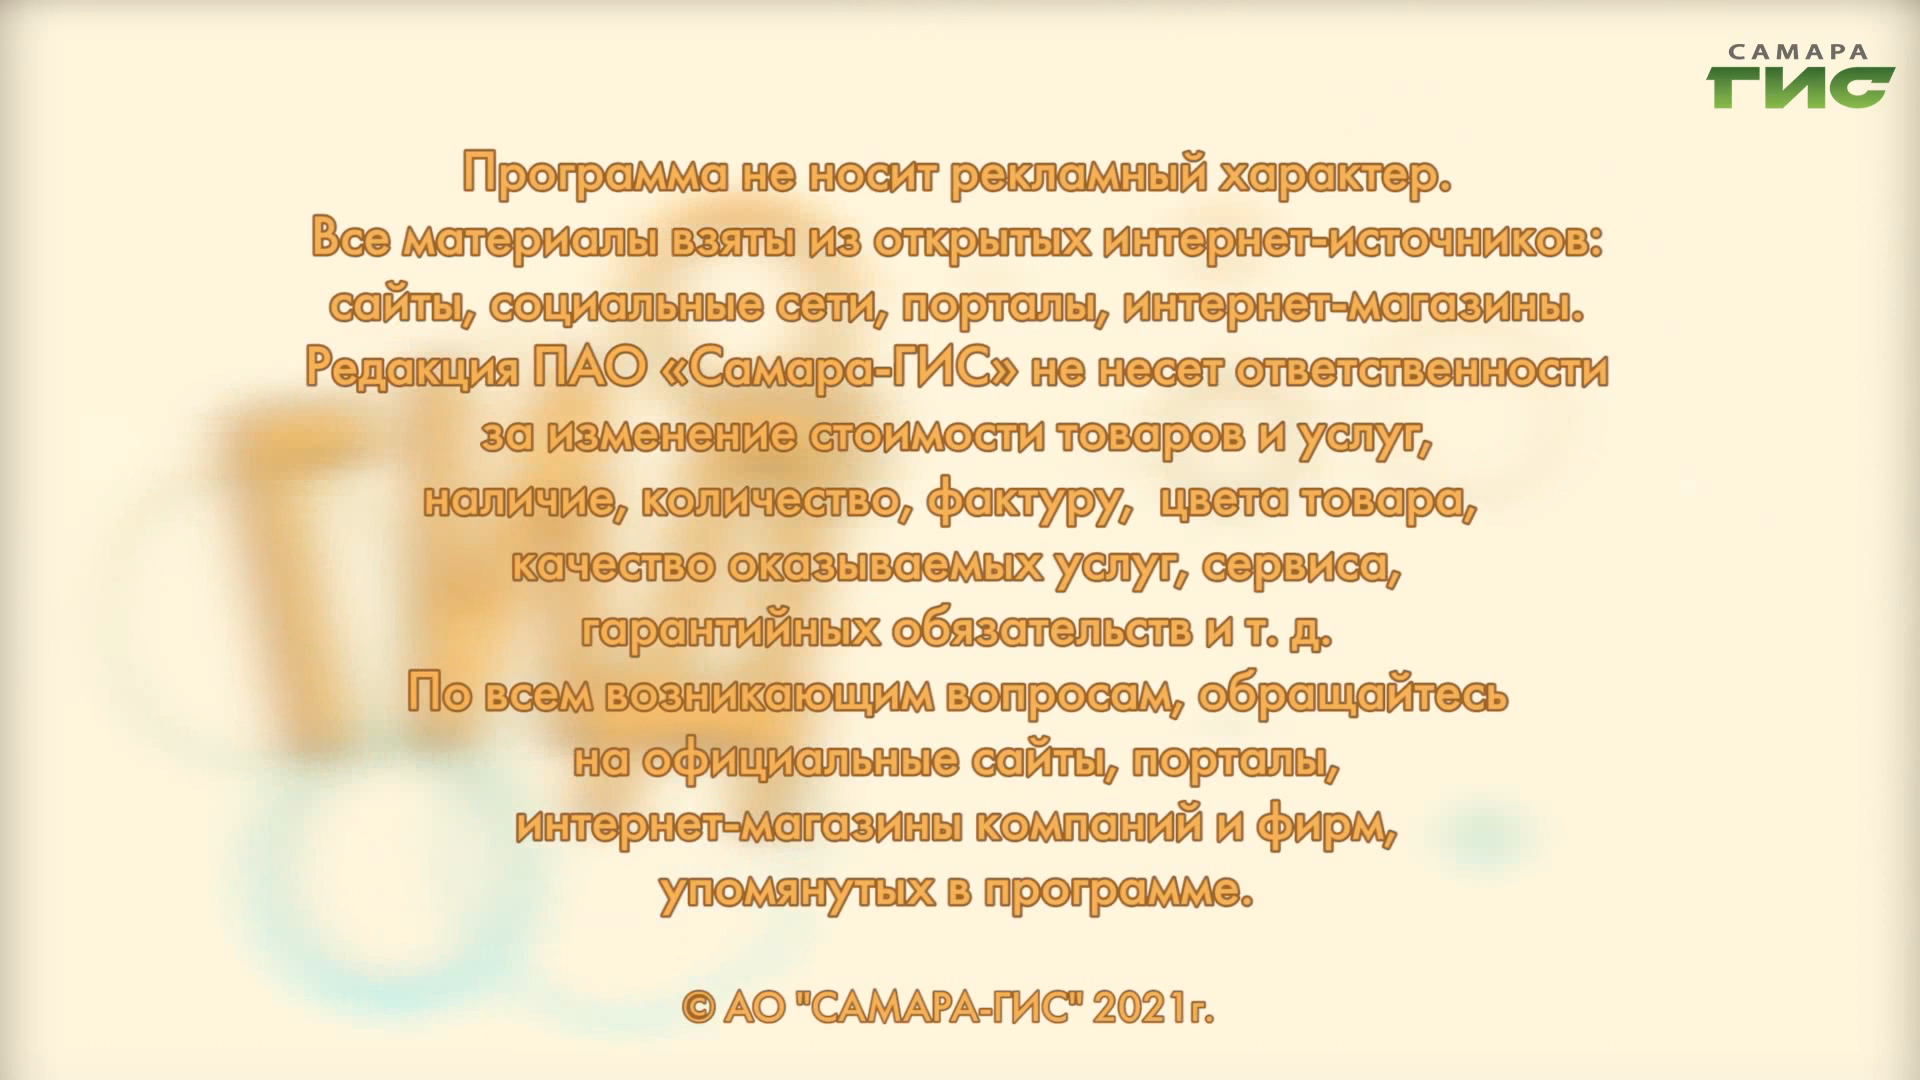 САМАРА
ГИС
Программа не носит рекламный характер.
Все материалы взяты из открытых интернет-источников:
сайты, социальные сети, порталы, интернет-магазины.
Редакция ПАО «Самара-ГИС» не несет ответственности
за изменение стоимости товаров и услуг,
наличие, количество, фактуру, цвета товара,
качество оказываемых услуг, сервиса,
гарантийных обязательств и т. д.
По всем возникающим вопросам, обращайтесь
на официальные сайты, порталы,
интернет-магазины компаний и фирм,
упомянутых в программе.
© АО "САМАРА-ГИС" 2021г.